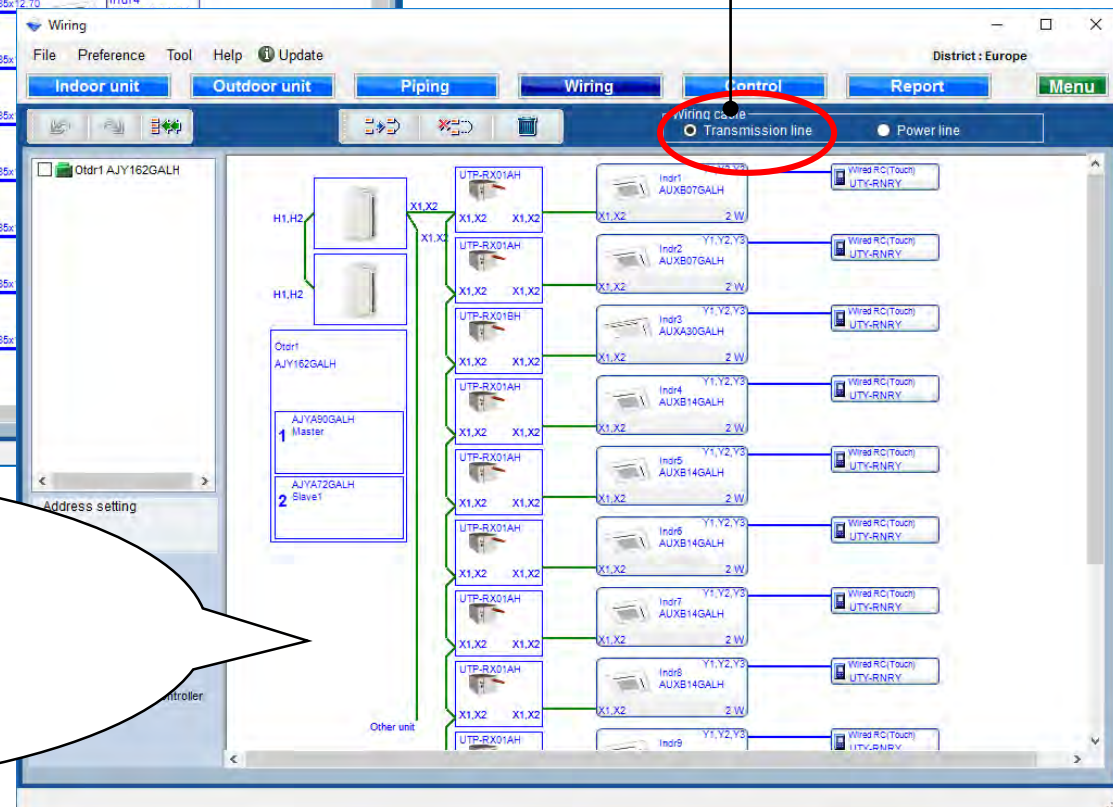 Wiring
File Preference Tool Help Update
District : Europe
Indoor unit Outdoor unit Piping Wiring Control Report Menu
Wiring cable
Transmission line Power line
Otdr1 AJY162GALH
Address setting
H1,H2
H1,H2
X1,X2
Otdr1
AJY162GALH
AJYA90GALH
1 Master
AJYA72GALH
2 Slave1
Other unit
UTP-RX01AH
X1,X2 X1,X2
Indr1
AUXB07GALH
X1,X2 2 W
Wired RC(Touch)
UTY-RNRY
UTP-RX01AH
X1,X2 X1,X2
Y1,Y2,Y3
Indr2
AUXB07GALH
X1,X2 2 W
Wired RC(Touch)
UTY-RNRY
UTP-RX01BH
X1,X2 X1,X2
Y1,Y2,Y3
Indr3
AUXA30GALH
X1,X2 2 W
Wired RC(Touch)
UTY-RNRY
UTP-RX01AH
X1,X2 X1,X2
Y1,Y2,Y3
Indr4
AUXB14GALH
X1,X2 2 W
Wired RC(Touch)
UTY-RNRY
UTP-RX01AH
X1,X2 X1,X2
Y1,Y2,Y3
Indr5
AUXB14GALH
X1,X2 2 W
Wired RC(Touch)
UTY-RNRY
UTP-RX01AH
X1,X2 X1,X2
Y1,Y2,Y3
Indr6
AUXB14GALH
X1,X2 2 W
Wired RC(Touch)
UTY-RNRY
UTP-RX01AH
X1,X2 X1,X2
Y1,Y2,Y3
Indr7
AUXB14GALH
X1,X2 2 W
Wired RC(Touch)
UTY-RNRY
UTP-RX01AH
X1,X2 X1,X2
Y1,Y2,Y3
Indr8
AUXB14GALH
X1,X2 2 W
Wired RC(Touch)
UTY-RNRY
UTP-RX01AH
Y1,Y2,Y3
Indr9
Wired RC(Touch)
UTY-RNRY